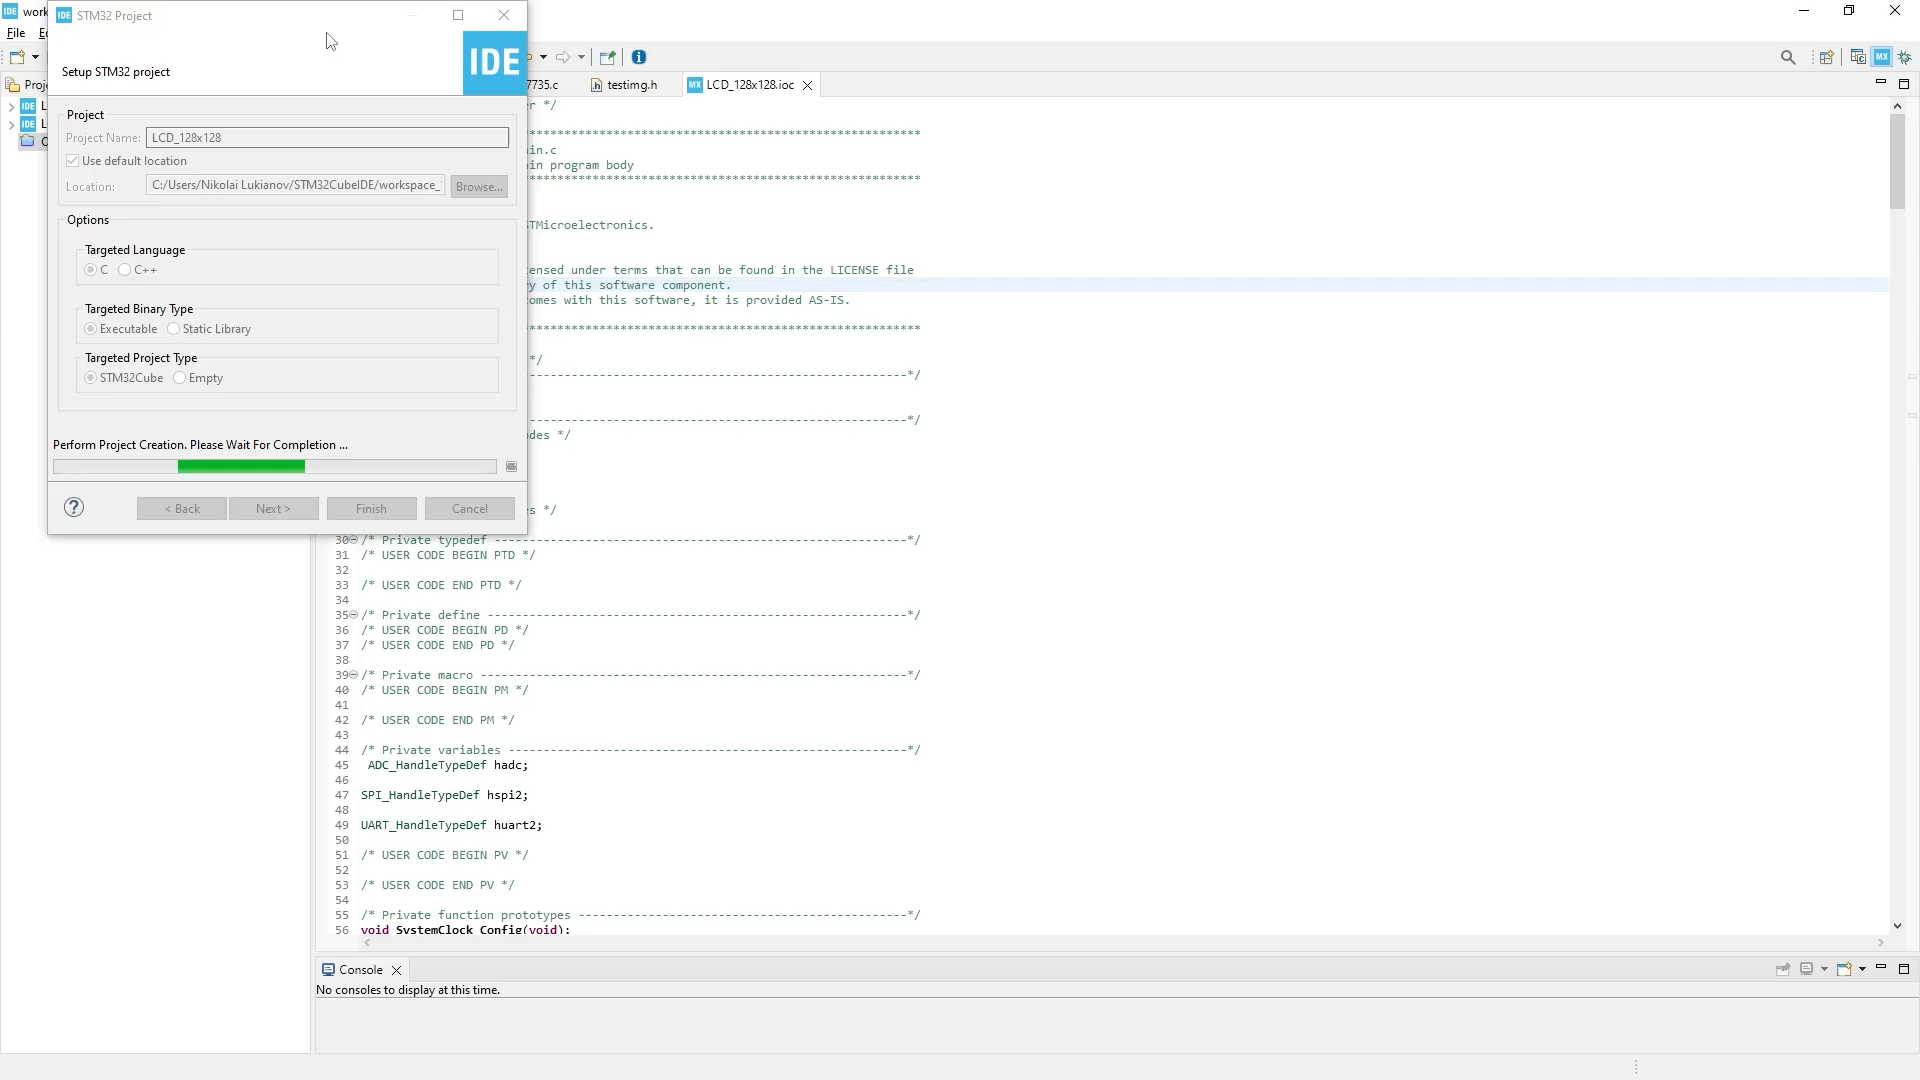 IDE work
IDE STM32 Project
File
Setup STM32 project
IDE
Project
Project Name: LCD_128x128
Use default location
Location: C:/Users/Nikolai Lukianov/STM32CubeIDE/workspace_ Browse...
Options
Targeted Language
C C++
Targeted Binary Type
Executable Static Library
Targeted Project Type
STM32Cube Empty
Perform Project Creation. Please Wait For Completion ...
? < Back Next > Finish Cancel
MX
Proj
IDE L
IDE L
7735.c testimg.h MX LCD_128x128.ioc
r */
******************************************************************************
in.c
in program body
******************************************************************************
TMicroelectronics.
ensed under terms that can be found in the LICENSE file
y of this software component.
omes with this software, it is provided AS-IS.
******************************************************************************
*/
------------------------------------------------------*/
------------------------------------------------------*/
des */
s */
30 /* Private typedef -----------------------------------------------------------*/
31 /* USER CODE BEGIN PTD */
32
33 /* USER CODE END PTD */
34
35 /* Private define ------------------------------------------------------------*/
36 /* USER CODE BEGIN PD */
37 /* USER CODE END PD */
38
39 /* Private macro -------------------------------------------------------------*/
40 /* USER CODE BEGIN PM */
41
42 /* USER CODE END PM */
43
44 /* Private variables ---------------------------------------------------------*/
45 ADC_HandleTypeDef hadc;
46
47 SPI_HandleTypeDef hspi2;
48
49 UART_HandleTypeDef huart2;
50
51 /* USER CODE BEGIN PV */
52
53 /* USER CODE END PV */
54
55 /* Private function prototypes -----------------------------------------------*/
56 void SystemClock_Config(void);
Console
No consoles to display at this time.